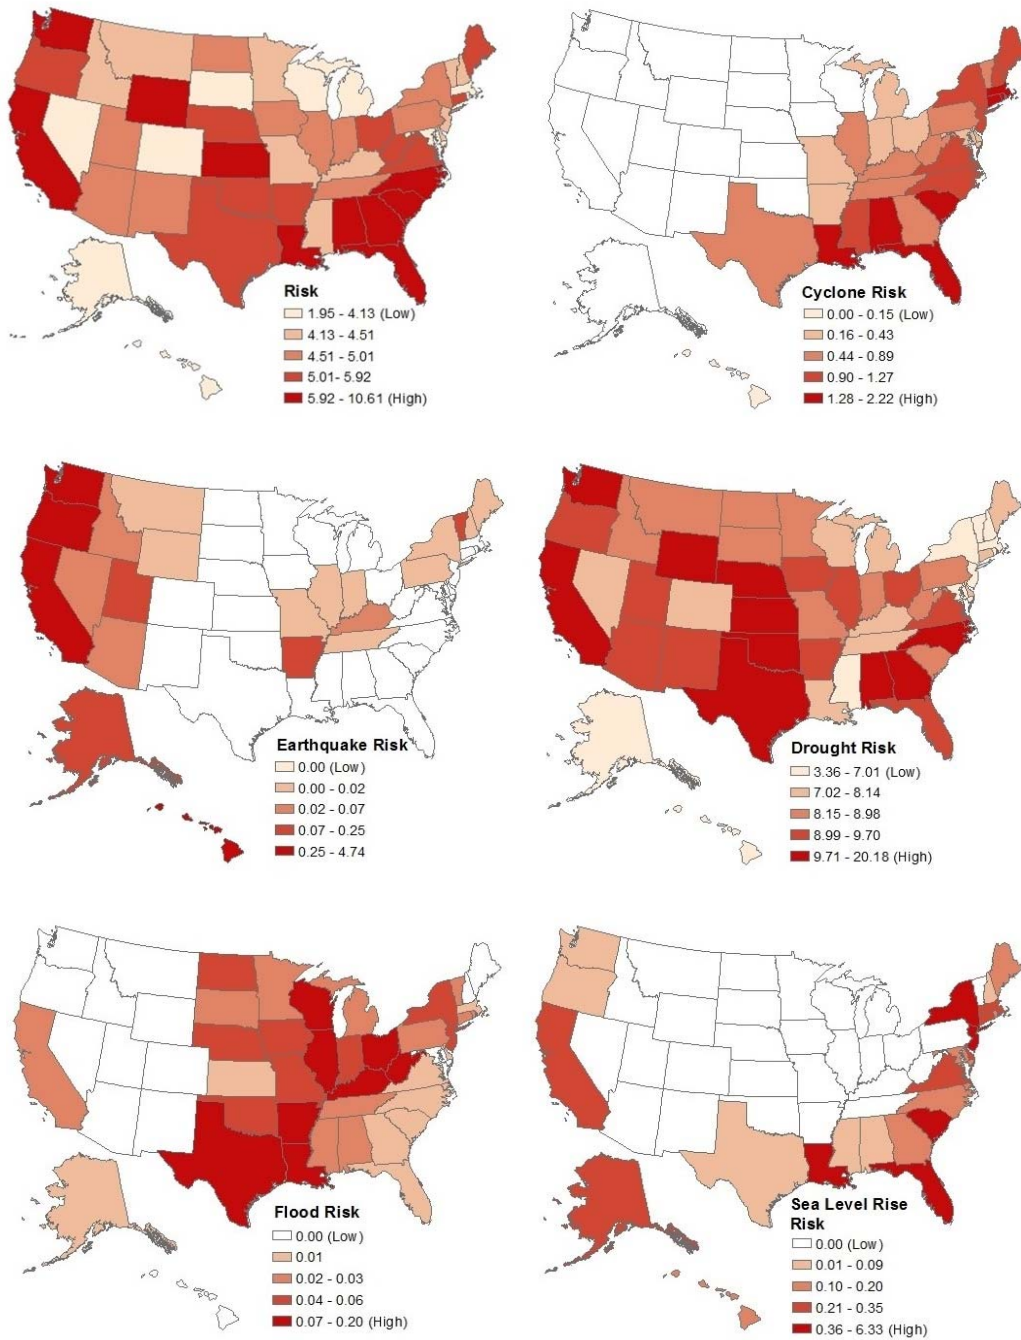 Risk
1.95 - 4.13 (Low)
4.13 - 4.51
4.51 - 5.01
5.01- 5.92
5.92 - 10.61 (High)
Cyclone Risk
0.00 - 0.15 (Low)
0.16 - 0.43
0.44 - 0.89
0.90 - 1.27
1.28 - 2.22 (High)
Earthquake Risk
0.00 (Low)
0.00 - 0.02
0.02 - 0.07
0.07 - 0.25
0.25 - 4.74
Drought Risk
3.36 - 7.01 (Low)
7.02 - 8.14
8.15 - 8.98
8.99 - 9.70
9.71 - 20.18 (High)
Flood Risk
0.00 (Low)
0.01
0.02 - 0.03
0.04 - 0.06
0.07 - 0.20 (High)
Sea Level Rise
Risk
0.00 (Low)
0.01 - 0.09
0.10 - 0.20
0.21 - 0.35
0.36 - 6.33 (High)